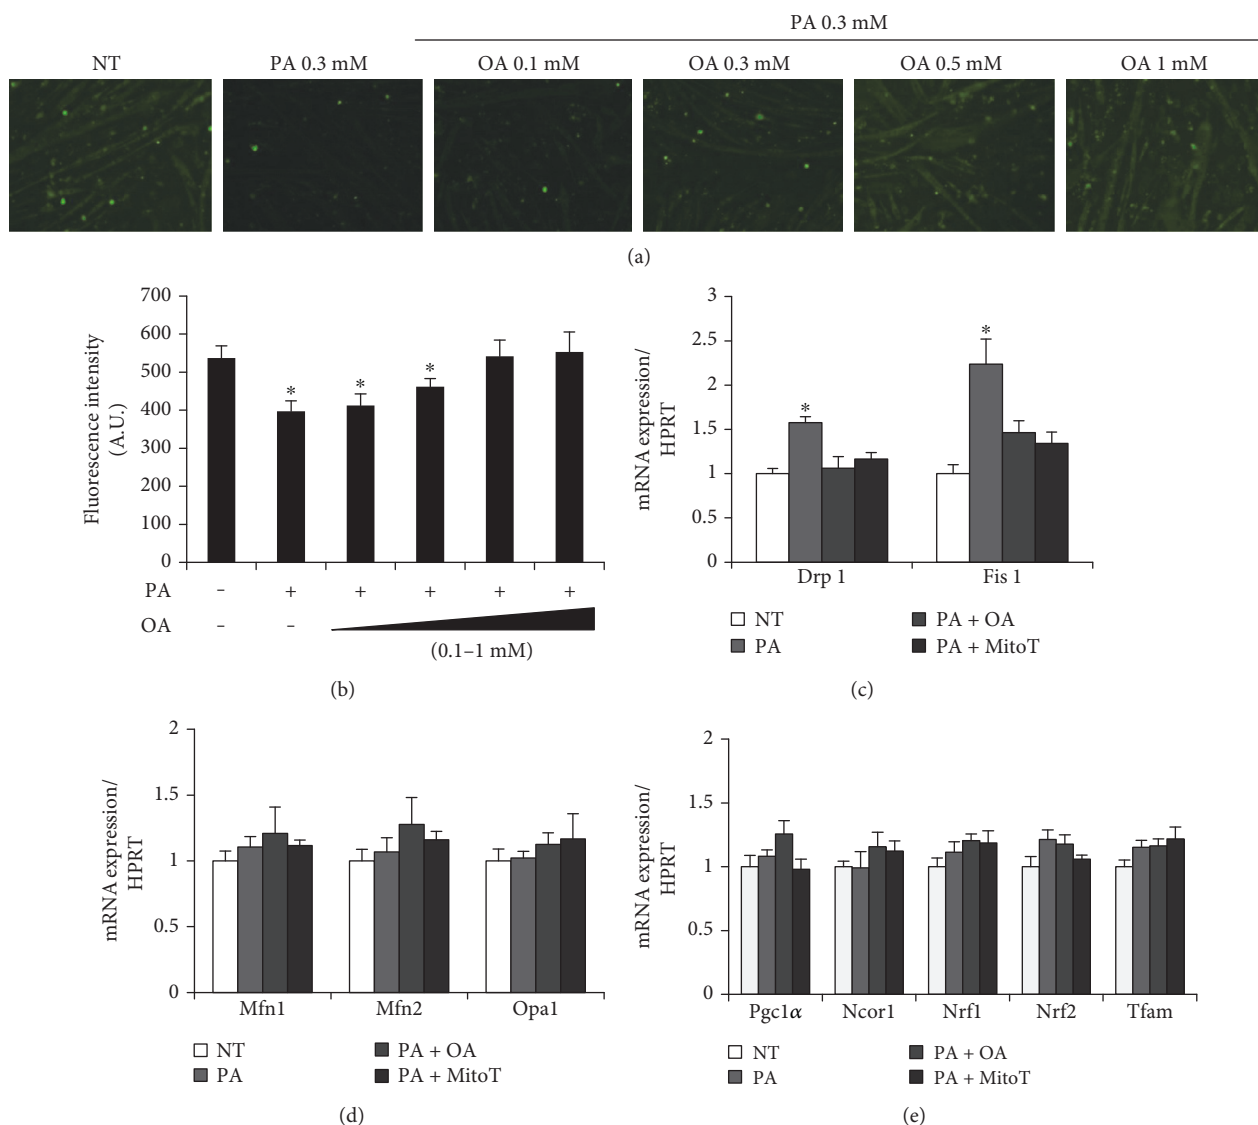 PA 0.3 mM
NT PA 0.3 mM OA 0.1 mM OA 0.3 mM OA 0.5 mM OA 1 mM
(a)
Fluorescence intensity
(A.U.)
700
600
500
400
300
200
100
0
* * *
PA – + + + + +
OA – –
(0.1–1 mM)
(b)
mRNA expression/
HPRT
3
2.5
2
1.5
1
0.5
0
* *
Drp 1 Fis 1
NT PA + OA
PA PA + MitoT
(c)
mRNA expression/
HPRT
2
1.5
1
0.5
0
Mfn1 Mfn2 Opa1
NT PA + OA
PA PA + MitoT
(d)
mRNA expression/
HPRT
2
1.5
1
0.5
0
Pgc1α Ncor1 Nrf1 Nrf2 Tfam
NT PA + OA
PA PA + MitoT
(e)